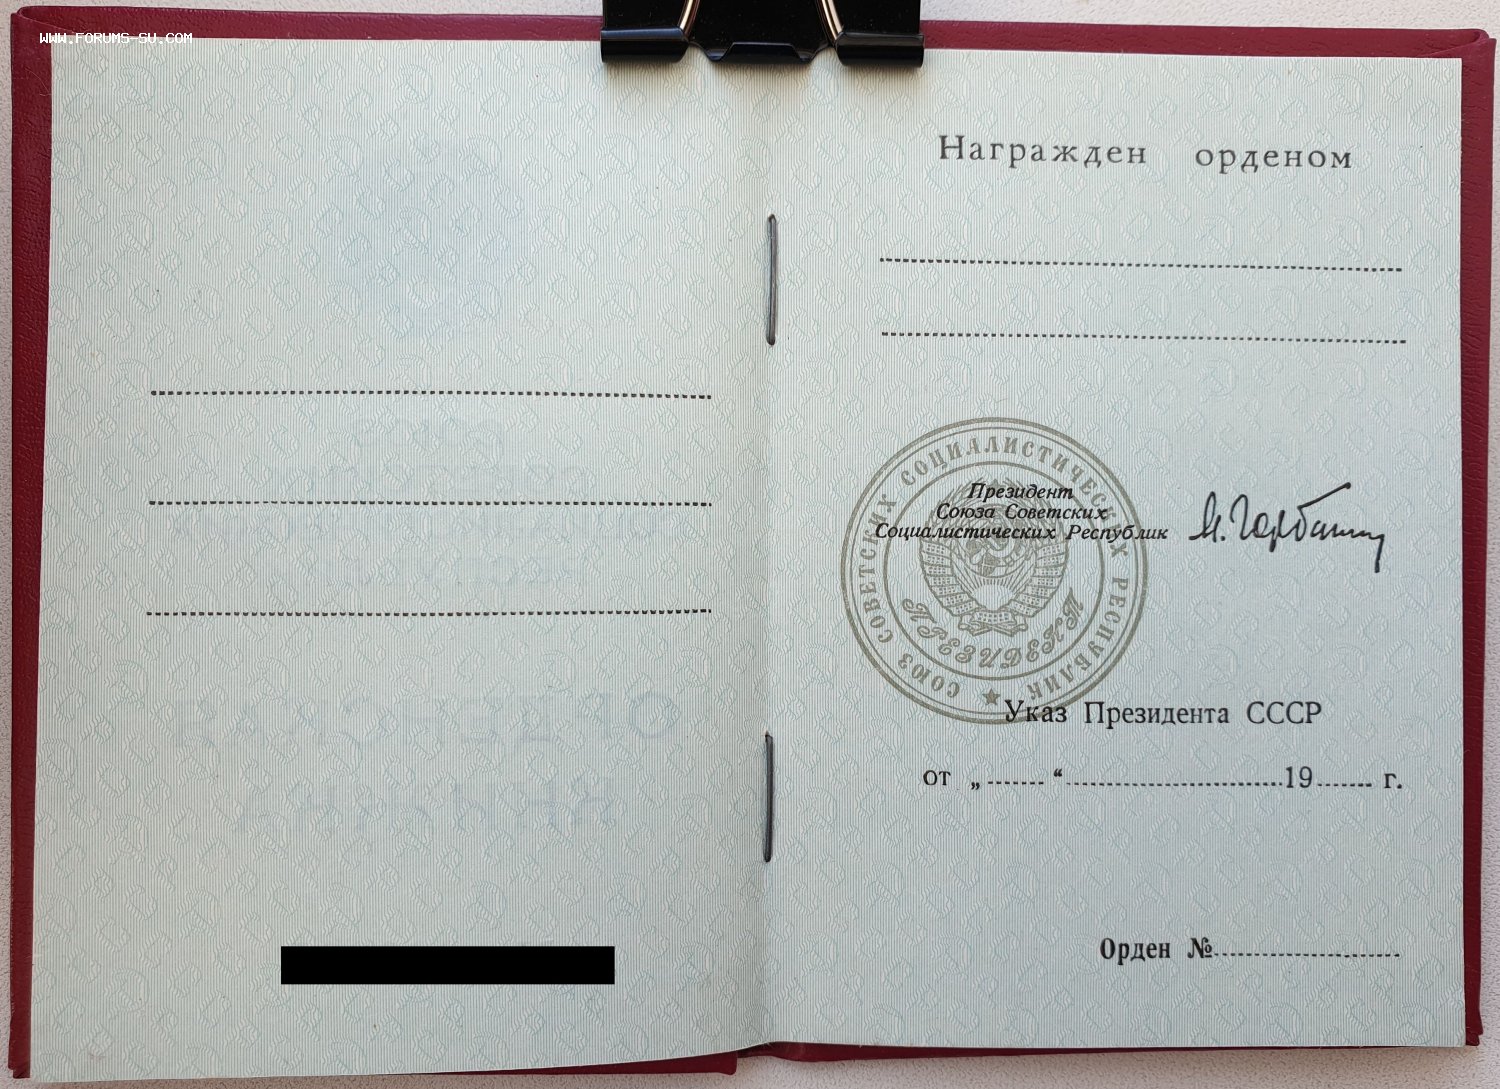 WWW.FORUMS-SU.COM
Награжден орденом
СОЮЗ СОВЕТСКИХ СОЦИАЛИСТИЧЕСКИХ РЕСПУБЛИК
ПРЕЗИДЕНТ
Президент
Союза Советских
Социалистических Республик
М. Горбачев
Указ Президента СССР
от „ ....... “ ........................ 19 ...... г.
Орден № ....................